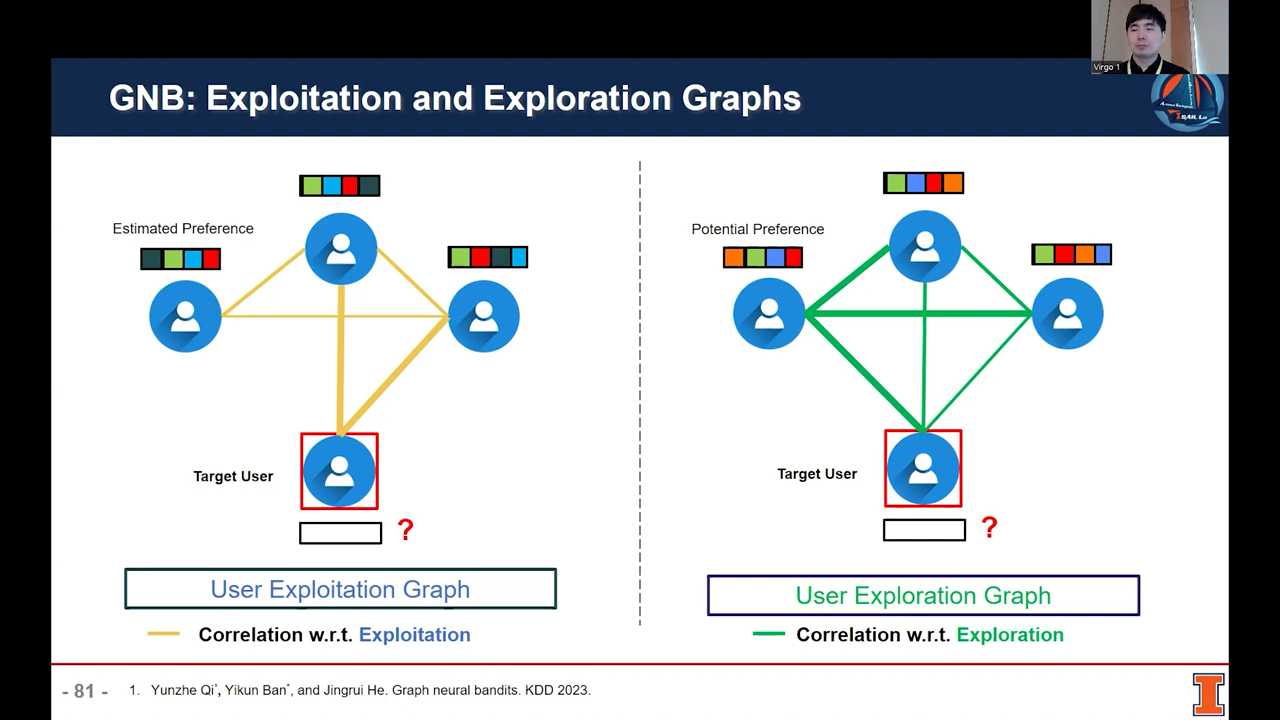 Virgo 1
GNB: Exploitation and Exploration Graphs
Estimated Preference
Target User
?
User Exploitation Graph
Correlation w.r.t. Exploitation
Potential Preference
Target User
?
User Exploration Graph
Correlation w.r.t. Exploration
- 81 -
1. Yunzhe Qi*, Yikun Ban*, and Jingrui He. Graph neural bandits. KDD 2023.